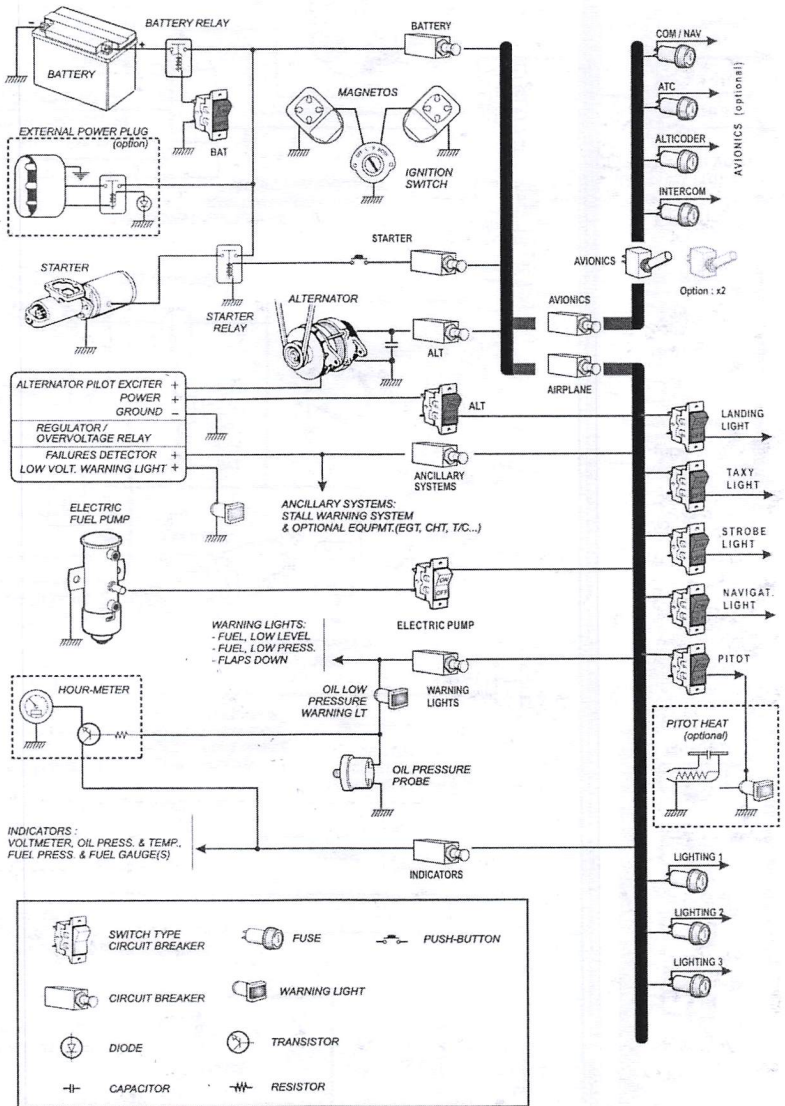 BATTERY RELAY
BATTERY
COM / NAV
-
+
BATTERY
ATC
MAGNETOS
BAT
EXTERNAL POWER PLUG
(option)
ALTICODER
AVIONICS (optional)
OFF L R BOTH
IGNITION
SWITCH
INTERCOM
STARTER
STARTER
AVIONICS
Option : x2
STARTER
RELAY
ALTERNATOR
AVIONICS
ALT
AIRPLANE
ALTERNATOR PILOT EXCITER +
POWER +
GROUND -
ALT
LANDING
LIGHT
REGULATOR /
OVERVOLTAGE RELAY
FAILURES DETECTOR +
LOW VOLT. WARNING LIGHT +
ANCILLARY
SYSTEMS
TAXY
LIGHT
ANCILLARY SYSTEMS:
STALL WARNING SYSTEM
& OPTIONAL EQUPMT.(EGT, CHT, T/C...)
ELECTRIC
FUEL PUMP
STROBE
LIGHT
ON
OFF
ELECTRIC PUMP
NAVIGAT.
LIGHT
WARNING LIGHTS:
- FUEL, LOW LEVEL
- FUEL, LOW PRESS.
- FLAPS DOWN
PITOT
WARNING
LIGHTS
OIL LOW
PRESSURE
WARNING LT
HOUR-METER
PITOT HEAT
(optional)
OIL PRESSURE
PROBE
INDICATORS :
VOLTMETER, OIL PRESS. & TEMP.,
FUEL PRESS. & FUEL GAUGE(S)
INDICATORS
LIGHTING 1
LIGHTING 2
LIGHTING 3
SWITCH TYPE
CIRCUIT BREAKER
FUSE
PUSH-BUTTON
CIRCUIT BREAKER
WARNING LIGHT
DIODE
TRANSISTOR
CAPACITOR
RESISTOR